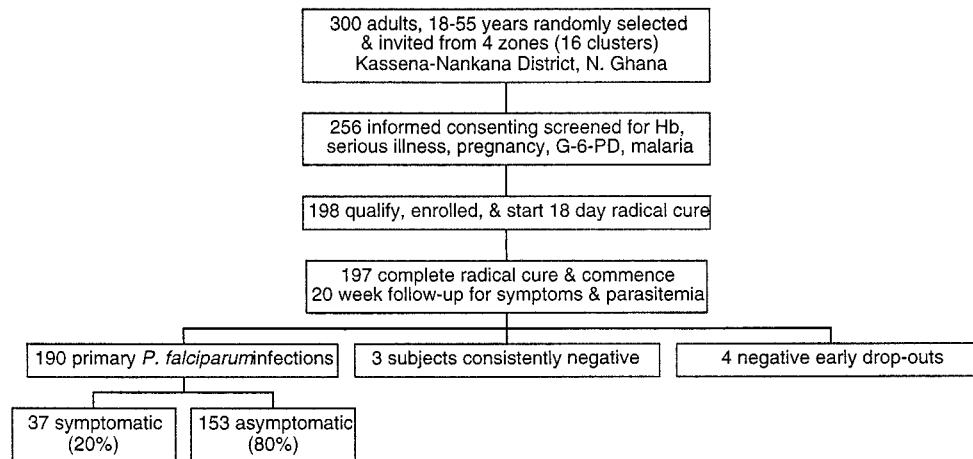 300 adults, 18-55 years randomly selected
& invited from 4 zones (16 clusters)
Kassena-Nankana District, N. Ghana
256 informed consenting screened for Hb,
serious illness, pregnancy, G-6-PD, malaria
198 qualify, enrolled, & start 18 day radical cure
197 complete radical cure & commence
20 week follow-up for symptoms & parasitemia
190 primary P. falciparum infections
3 subjects consistently negative
4 negative early drop-outs
37 symptomatic
(20%)
153 asymptomatic
(80%)